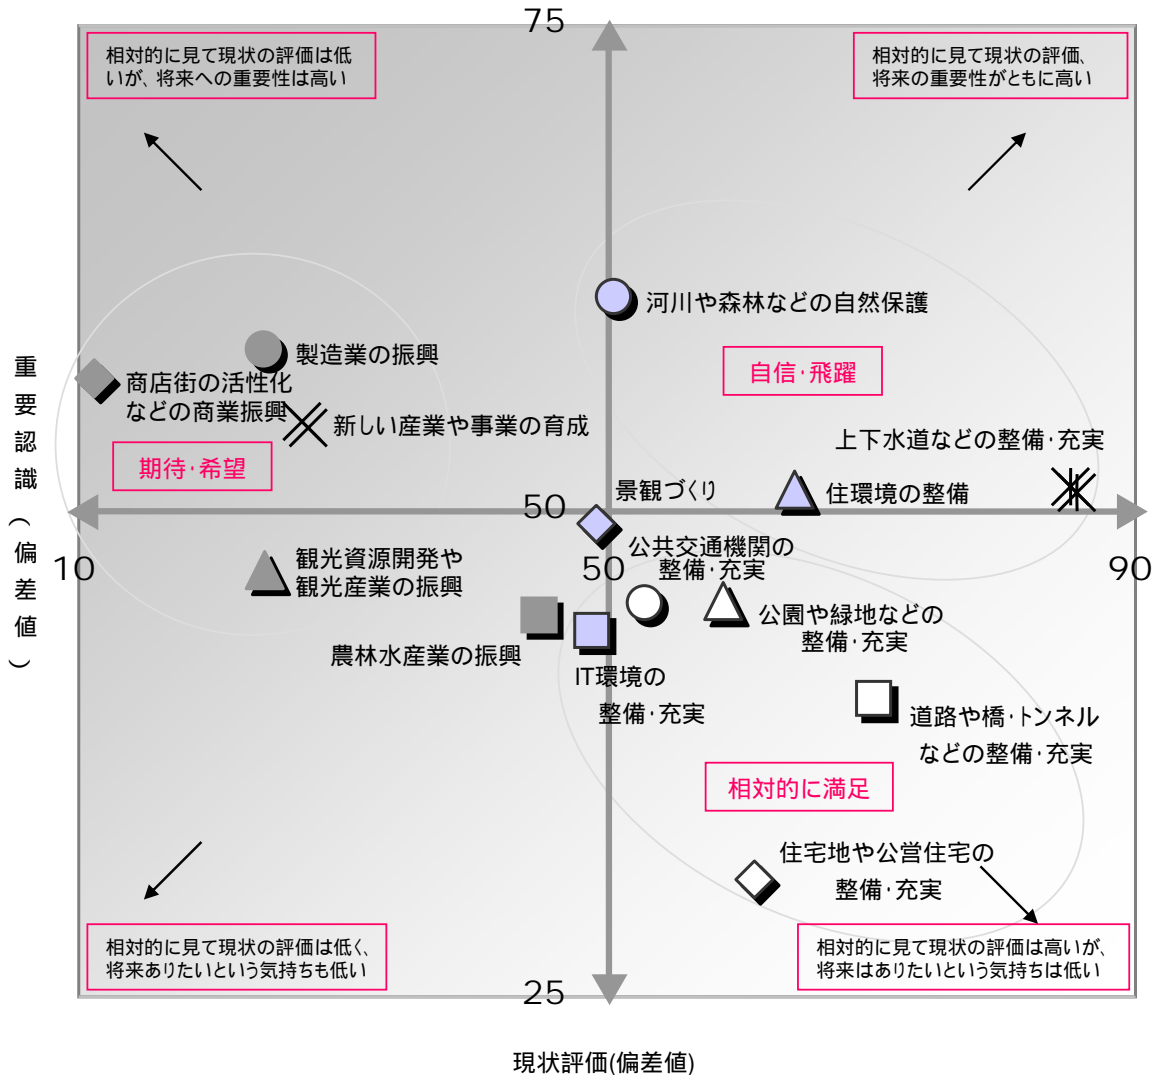 75
相対的に見て現状の評価は低
いが、将来への重要性は高い
相対的に見て現状の評価、
将来の重要性がともに高い
河川や森林などの自然保護
製造業の振興
自信・飛躍
商店街の活性化
などの商業振興
新しい産業や事業の育成
上下水道などの整備・充実
期待・希望
景観づくり
住環境の整備
50
公共交通機関の
整備・充実
観光資源開発や
観光産業の振興
10
50
90
公園や緑地などの
整備・充実
農林水産業の振興
IT環境の
整備・充実
道路や橋・トンネル
などの整備・充実
相対的に満足
住宅地や公営住宅の
整備・充実
相対的に見て現状の評価は低く、
将来ありたいという気持ちも低い
相対的に見て現状の評価は高いが、
将来はありたいという気持ちは低い
25
重要認識(偏差値)
現状評価(偏差値)